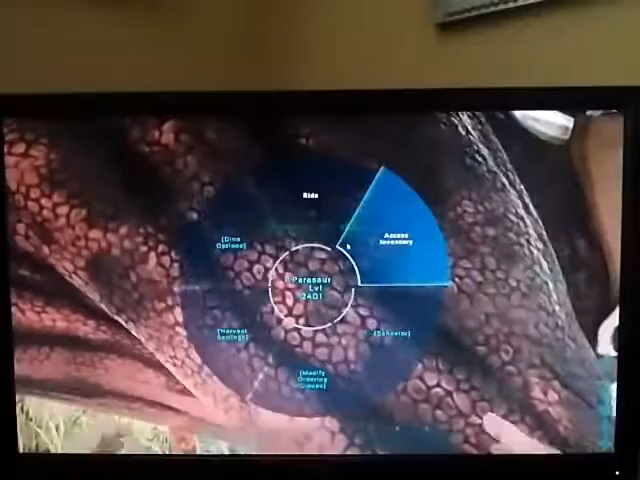 Ride
Access
Inventory
[Dino
Options]
Parasaur
Lvl
240!
[Harvest
Settings]
[Behavior]
[Modify
Ordering
Groups]